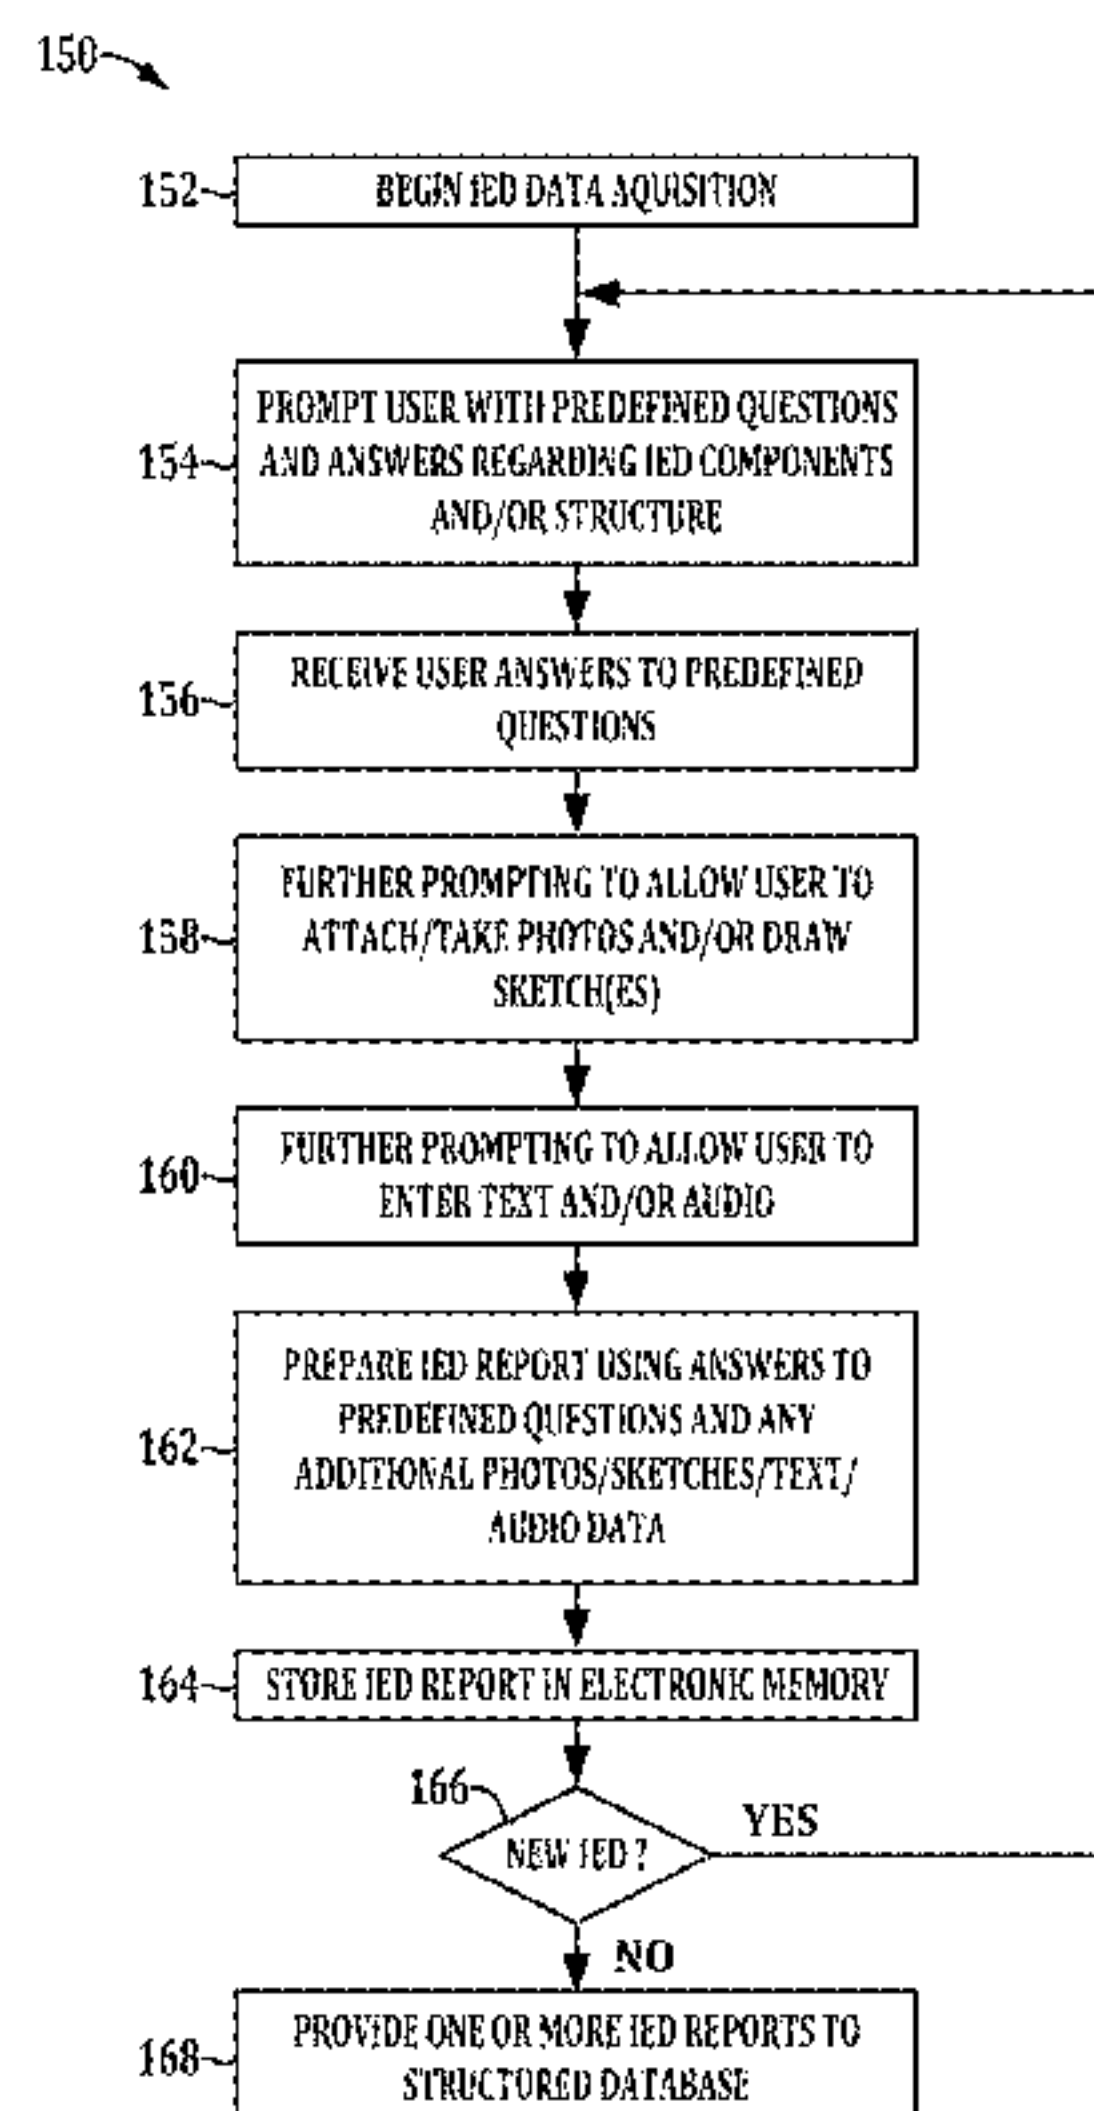 150
152
BEGIN IED DATA AQUISITION
154
PROMPT USER WITH PREDEFINED QUESTIONS
AND ANSWERS REGARDING IED COMPONENTS
AND/OR STRUCTURE
156
RECEIVE USER ANSWERS TO PREDEFINED
QUESTIONS
158
FURTHER PROMPTING TO ALLOW USER TO
ATTACH/TAKE PHOTOS AND/OR DRAW
SKETCH(ES)
160
FURTHER PROMPTING TO ALLOW USER TO
ENTER TEXT AND/OR AUDIO
162
PREPARE IED REPORT USING ANSWERS TO
PREDEFINED QUESTIONS AND ANY
ADDITIONAL PHOTOS/SKETCHES/TEXT/
AUDIO DATA
164
STORE IED REPORT IN ELECTRONIC MEMORY
166
NEW IED ?
YES
NO
168
PROVIDE ONE OR MORE IED REPORTS TO
STRUCTORED DATABASE